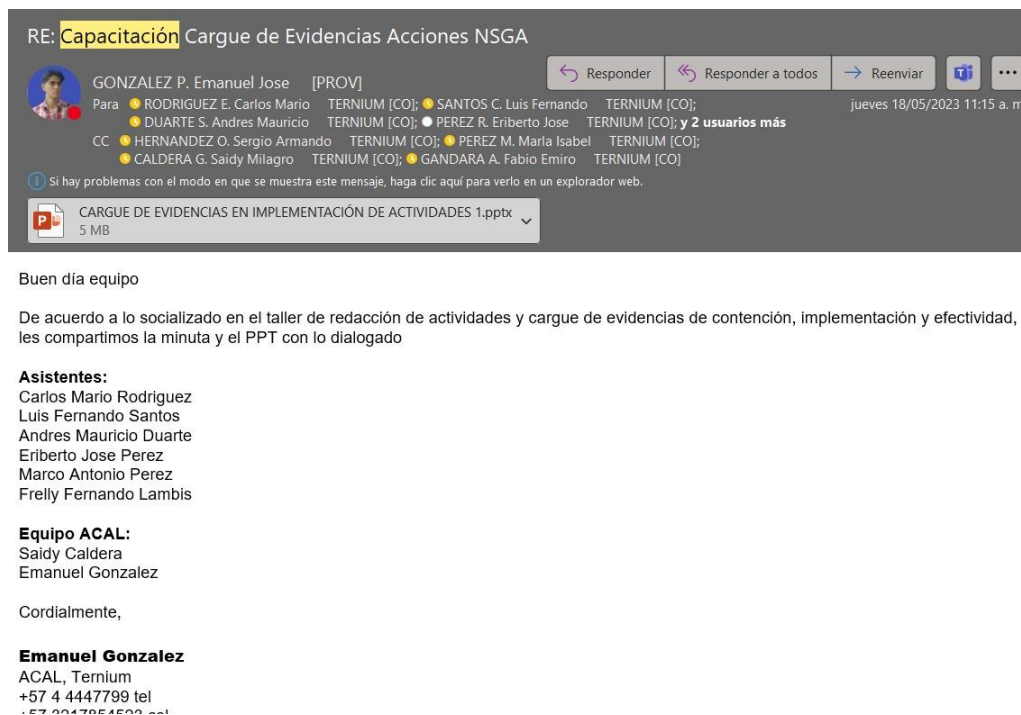 RE: Capacitación Cargue de Evidencias Acciones NSGA
GONZALEZ P. Emanuel Jose [PROV]
Responder
Responder a todos
Reenviar
Para RODRIGUEZ E. Carlos Mario TERNIUM [CO]; SANTOS C. Luis Fernando TERNIUM [CO];
DUARTE S. Andres Mauricio TERNIUM [CO]; PEREZ R. Eriberto Jose TERNIUM [CO]; y 2 usuarios más
jueves 18/05/2023 11:15 a. m
CC HERNANDEZ O. Sergio Armando TERNIUM [CO]; PEREZ M. Marla Isabel TERNIUM [CO];
CALDERA G. Saidy Milagro TERNIUM [CO]; GANDARA A. Fabio Emiro TERNIUM [CO]
Si hay problemas con el modo en que se muestra este mensaje, haga clic aquí para verlo en un explorador web.
CARGUE DE EVIDENCIAS EN IMPLEMENTACIÓN DE ACTIVIDADES 1.pptx
5 MB
Buen día equipo
De acuerdo a lo socializado en el taller de redacción de actividades y cargue de evidencias de contención, implementación y efectividad,
les compartimos la minuta y el PPT con lo dialogado
Asistentes:
Carlos Mario Rodriguez
Luis Fernando Santos
Andres Mauricio Duarte
Eriberto Jose Perez
Marco Antonio Perez
Frelly Fernando Lambis
Equipo ACAL:
Saidy Caldera
Emanuel Gonzalez
Cordialmente,
Emanuel Gonzalez
ACAL, Ternium
+57 4 4447799 tel